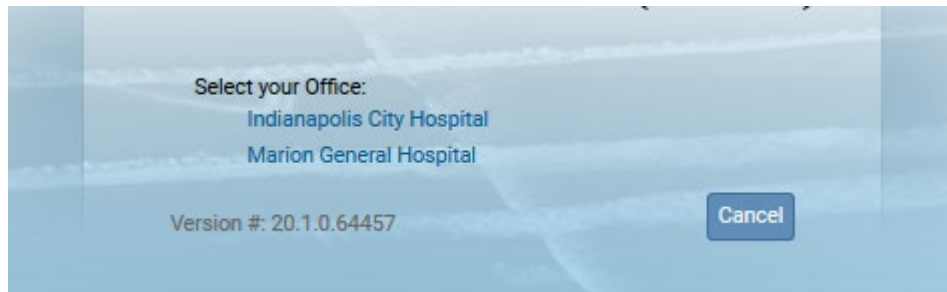 Select your Office:
Indianapolis City Hospital
Marion General Hospital
Version #: 20.1.0.64457
Cancel